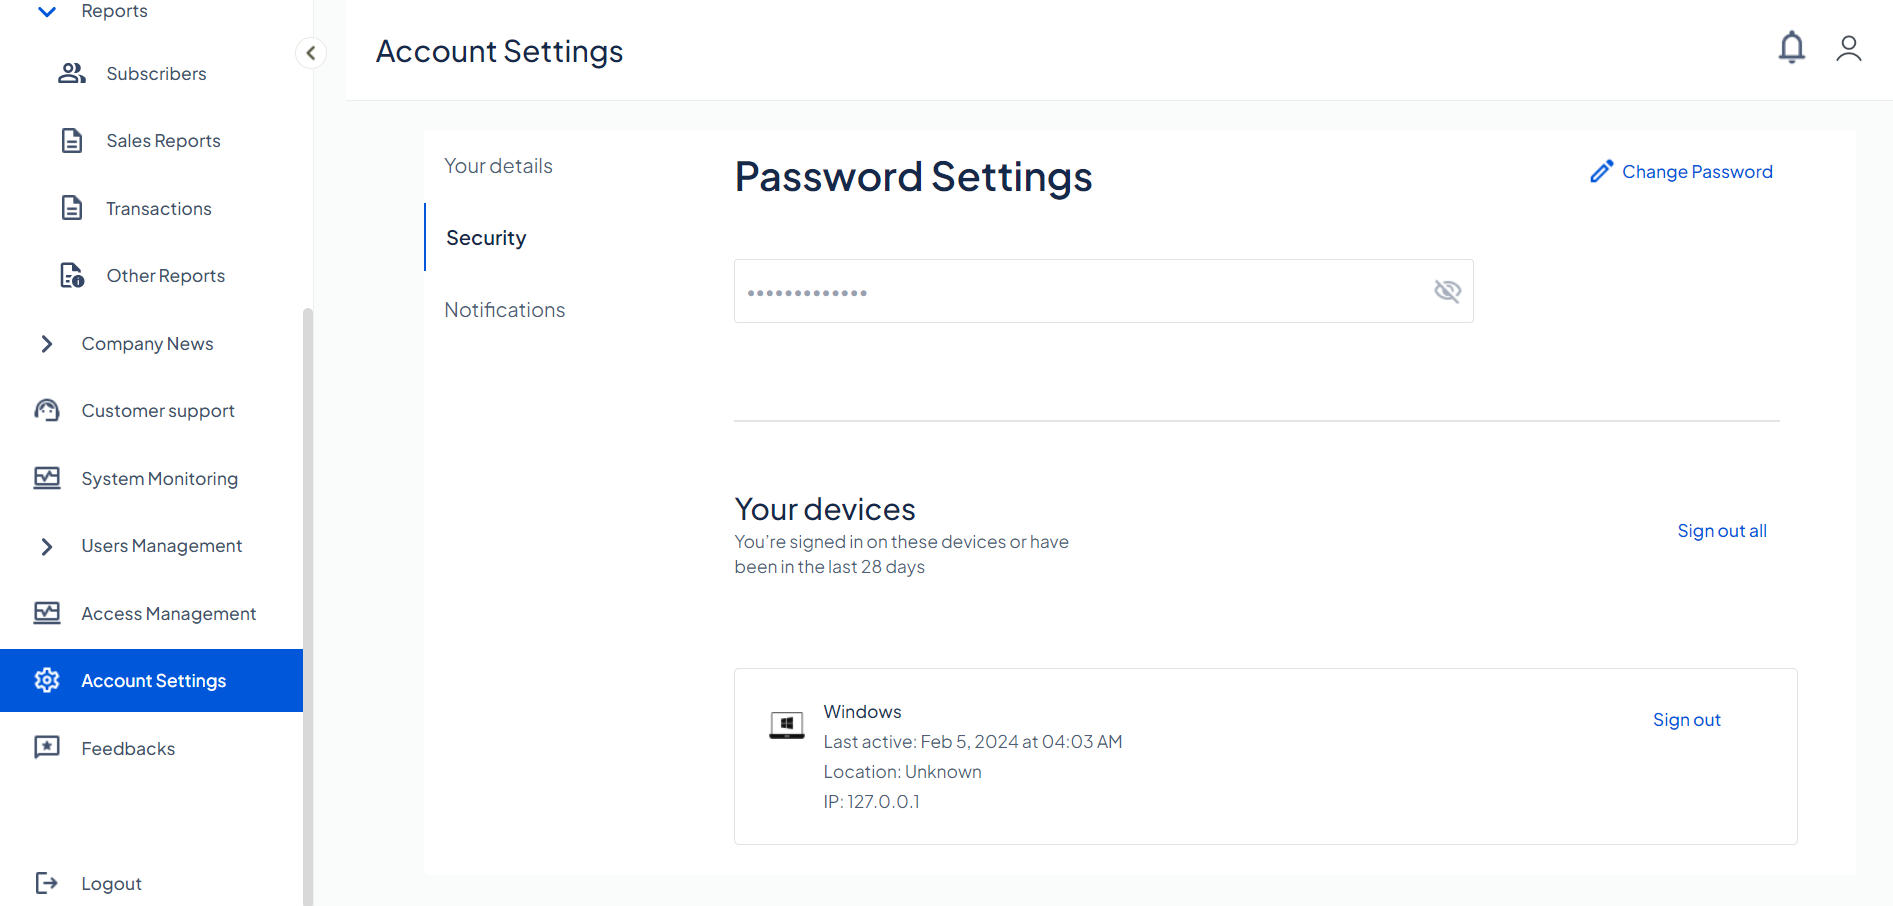 Reports
Subscribers
Sales Reports
Transactions
Other Reports
Company News
Customer support
System Monitoring
Users Management
Access Management
Account Settings
Feedbacks
Logout
Account Settings
Your details
Security
Notifications
Password Settings
Change Password
•••••••••••••
Your devices
You're signed in on these devices or have
been in the last 28 days
Sign out all
Windows
Last active: Feb 5, 2024 at 04:03 AM
Location: Unknown
IP: 127.0.0.1
Sign out